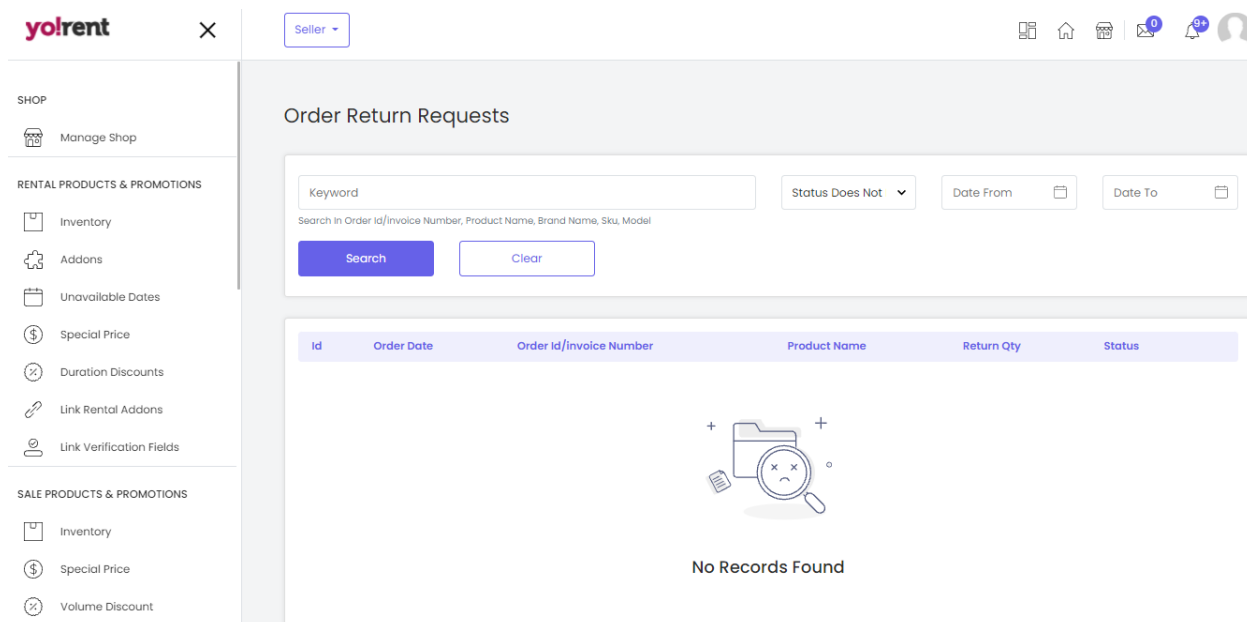 yo!rent
Seller
0
9+
SHOP
Manage Shop
RENTAL PRODUCTS & PROMOTIONS
Inventory
Addons
Unavailable Dates
Special Price
Duration Discounts
Link Rental Addons
Link Verification Fields
SALE PRODUCTS & PROMOTIONS
Inventory
Special Price
Volume Discount
Order Return Requests
Keyword
Status Does Not
Date From
Date To
Search In Order Id/invoice Number, Product Name, Brand Name, Sku, Model
Search
Clear
Id Order Date Order Id/invoice Number Product Name Return Qty Status
No Records Found